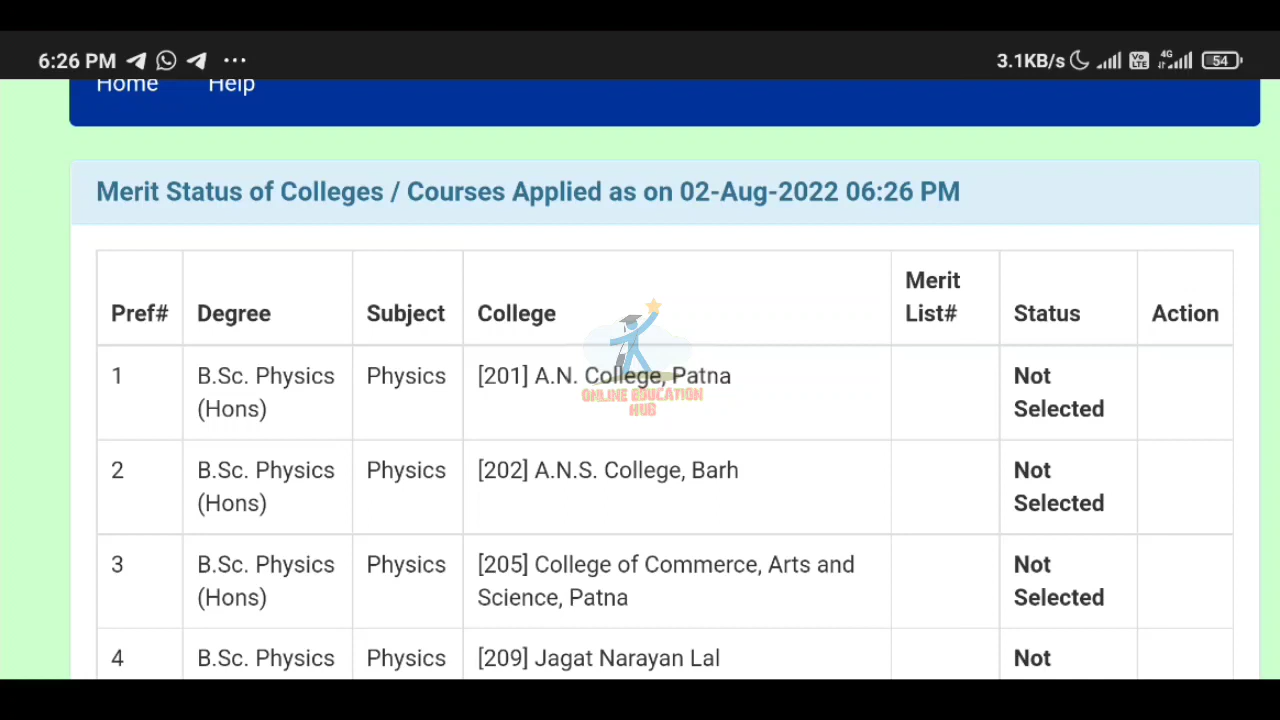 6:26 PM ... 3.1KB/s Vo LTE 4G 54
Home Help
Merit Status of Colleges / Courses Applied as on 02-Aug-2022 06:26 PM
Pref# Degree Subject College Merit List# Status Action
1 B.Sc. Physics (Hons) Physics [201] A.N. College, Patna Not Selected
ONLINE EDUCATION
HUB
2 B.Sc. Physics (Hons) Physics [202] A.N.S. College, Barh Not Selected
3 B.Sc. Physics (Hons) Physics [205] College of Commerce, Arts and Science, Patna Not Selected
4 B.Sc. Physics Physics [209] Jagat Narayan Lal Not